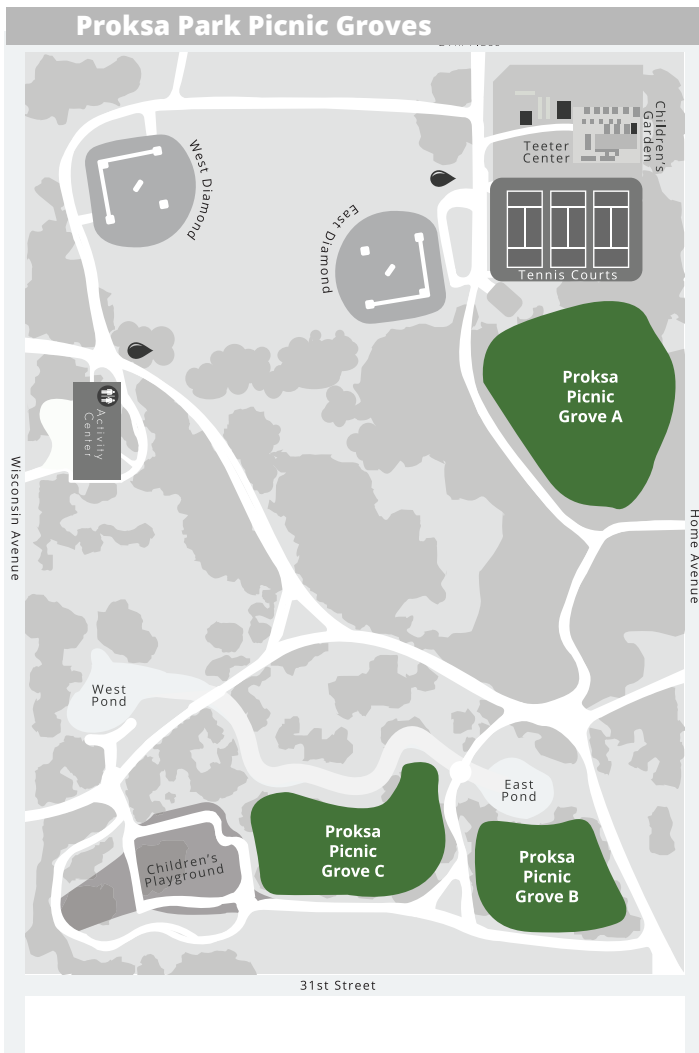 Proksa Park Picnic Groves
Children's
Garden
Teeter
Center
West Diamond
East Diamond
Tennis Courts
Proksa
Picnic
Grove A
Activity
Center
Wisconsin Avenue
Home Avenue
West
Pond
East
Pond
Proksa
Picnic
Grove C
Proksa
Picnic
Grove B
Children's
Playground
31st Street